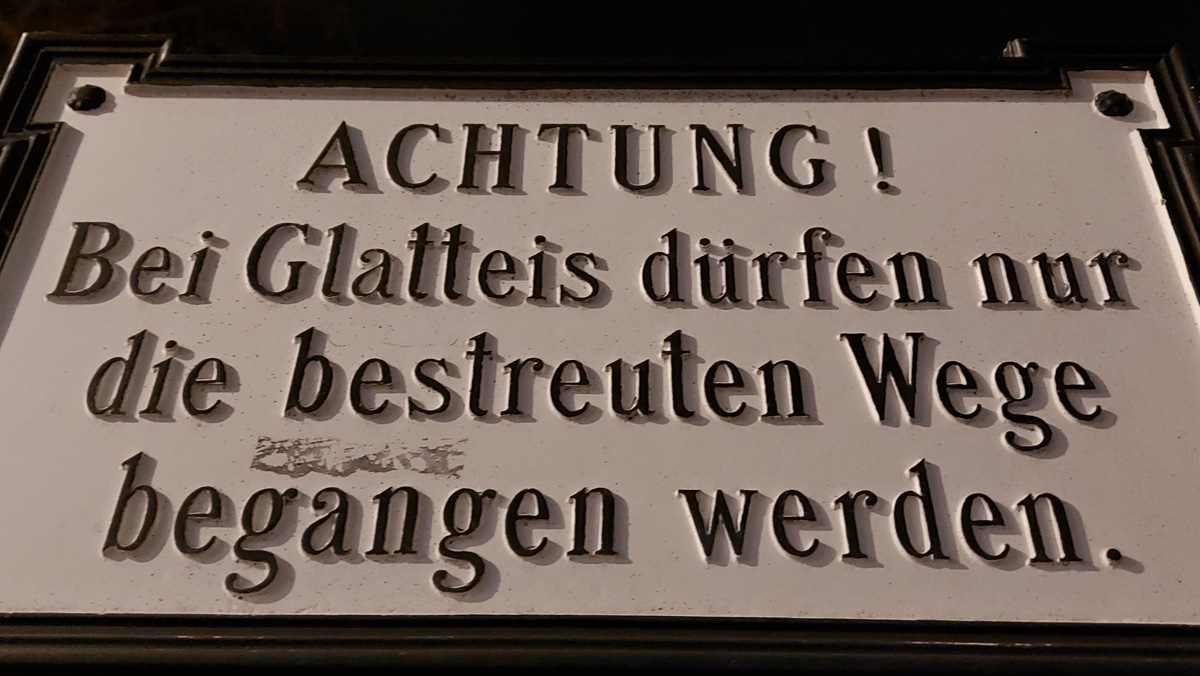 ACHTUNG!
Bei Glatteis dürfen nur
die bestreuten Wege
begangen werden.